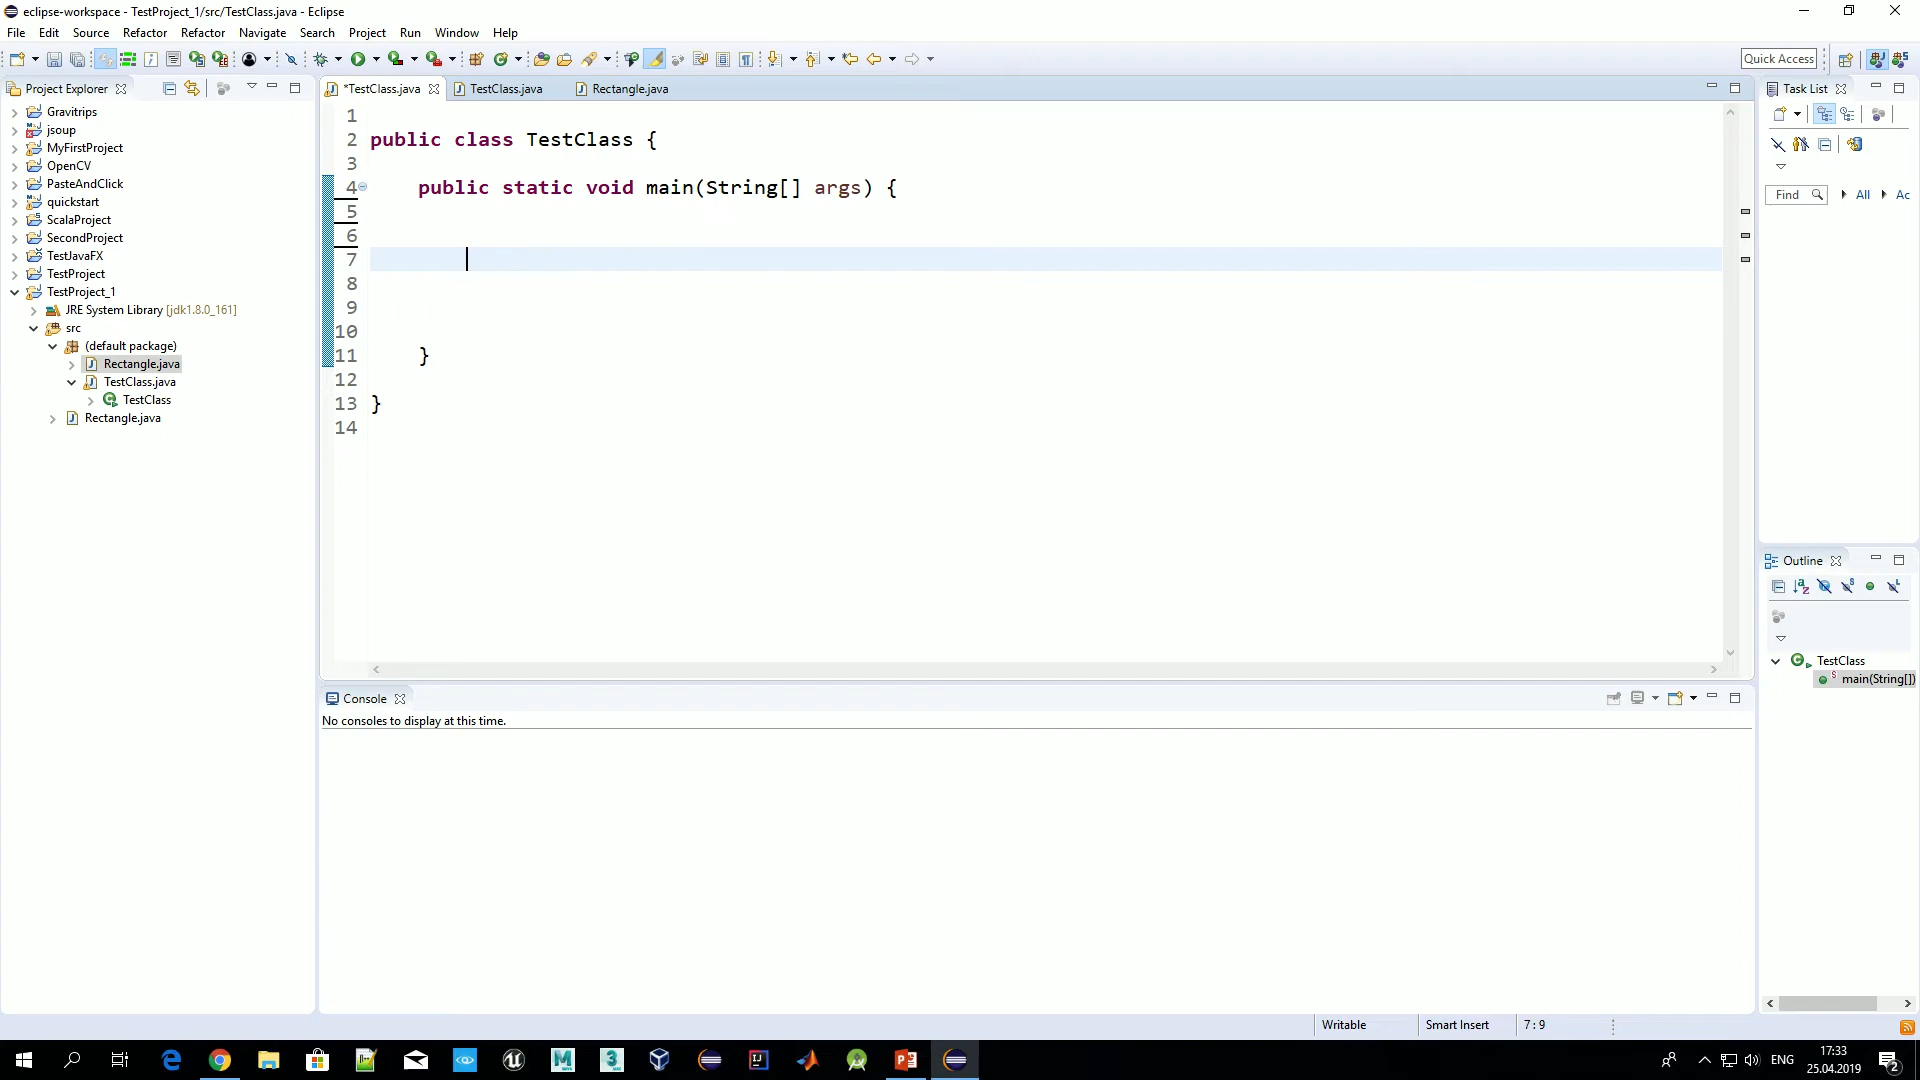 eclipse-workspace - TestProject_1/src/TestClass.java - Eclipse
File Edit Source Refactor Refactor Navigate Search Project Run Window Help
Quick Access
Project Explorer
Gravitrips
jsoup
MyFirstProject
OpenCV
PasteAndClick
quickstart
ScalaProject
SecondProject
TestJavaFX
TestProject
TestProject_1
JRE System Library [jdk1.8.0_161]
src
(default package)
Rectangle.java
TestClass.java
TestClass
Rectangle.java
*TestClass.java TestClass.java Rectangle.java
1
2 public class TestClass {
3
4 public static void main(String[] args) {
5
6
7
8
9
10
11 }
12
13 }
14
Console
No consoles to display at this time.
Task List
Find All Ac
Outline
TestClass
main(String[])
Writable Smart Insert 7 : 9
ENG
17:33
25.04.2019
2